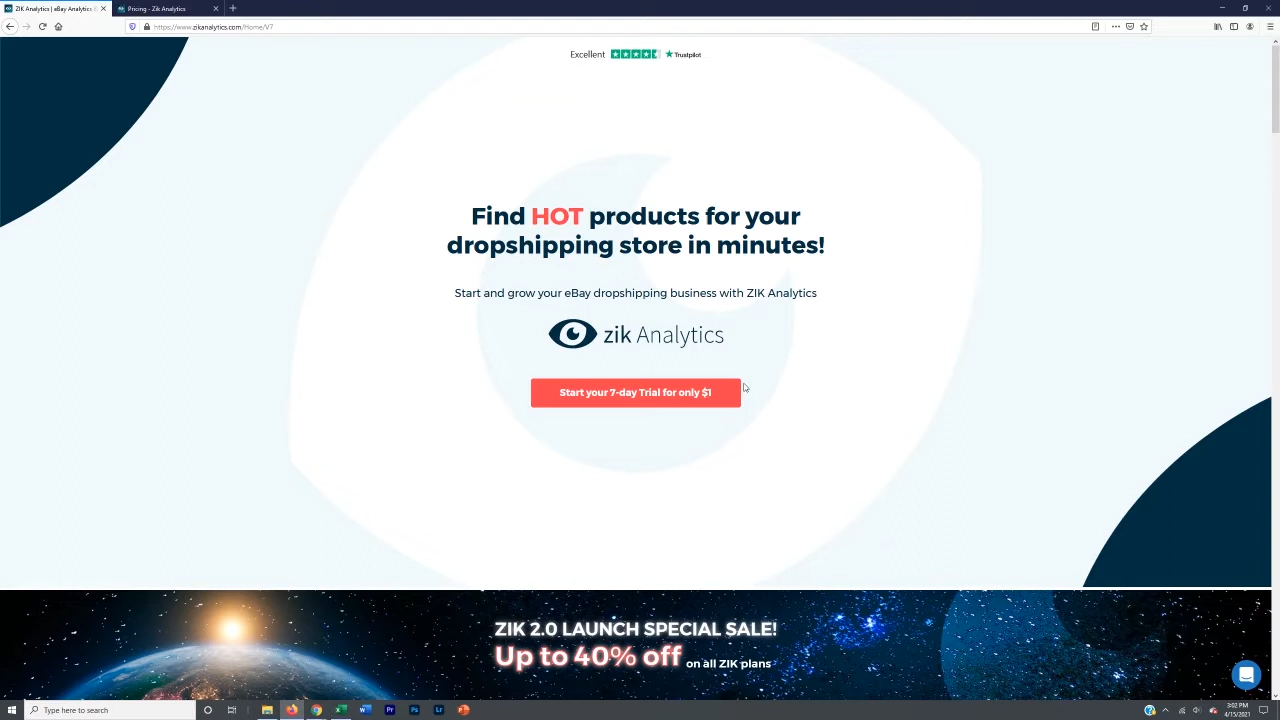 ZIK Analytics | eBay Analytics &
Pricing - Zik Analytics
https://www.zikanalytics.com/Home/V7
Excellent
Trustpilot
Find HOT products for your
dropshipping store in minutes!
Start and grow your eBay dropshipping business with ZIK Analytics
zik Analytics
Start your 7-day Trial for only $1
ZIK 2.0 LAUNCH SPECIAL SALE!
Up to 40% off on all ZIK plans
Type here to search
Pr
Ps
Lr
3:02 PM
4/15/2021